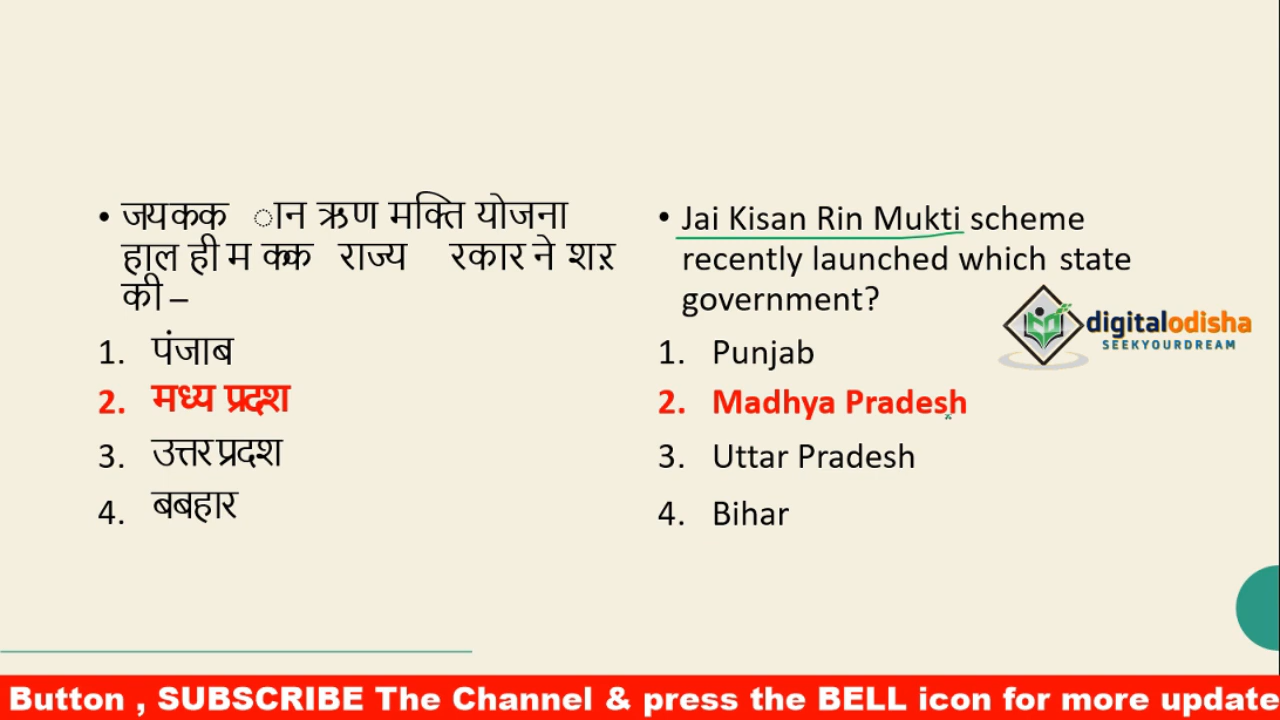 • जयकक ान ऋण मक्ति योजना
हाल ही म कक राज्य रकार ने शऱ
की –
1. पंजाब
2. मध्य प्रदश
3. उत्तर प्रदश
4. बबहार
• Jai Kisan Rin Mukti scheme
recently launched which state
government?
1. Punjab
2. Madhya Pradesh
3. Uttar Pradesh
4. Bihar
digitalodisha
SEEKYOURDREAM
Button , SUBSCRIBE The Channel & press the BELL icon for more update